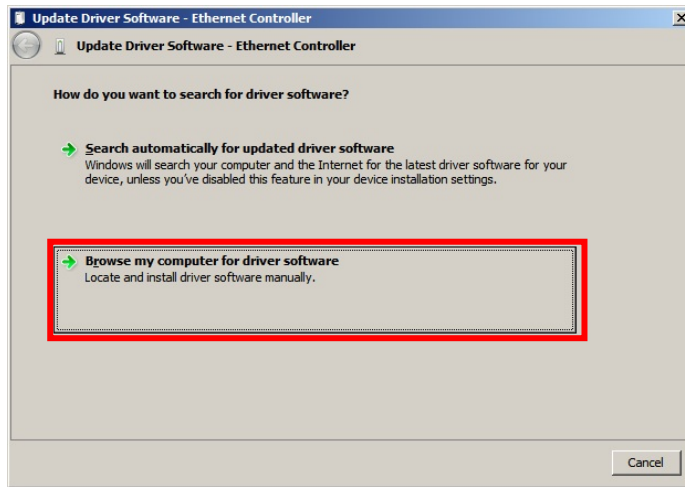 Update Driver Software - Ethernet Controller
Update Driver Software - Ethernet Controller
How do you want to search for driver software?
Search automatically for updated driver software
Windows will search your computer and the Internet for the latest driver software for your
device, unless you've disabled this feature in your device installation settings.
Browse my computer for driver software
Locate and install driver software manually.
Cancel